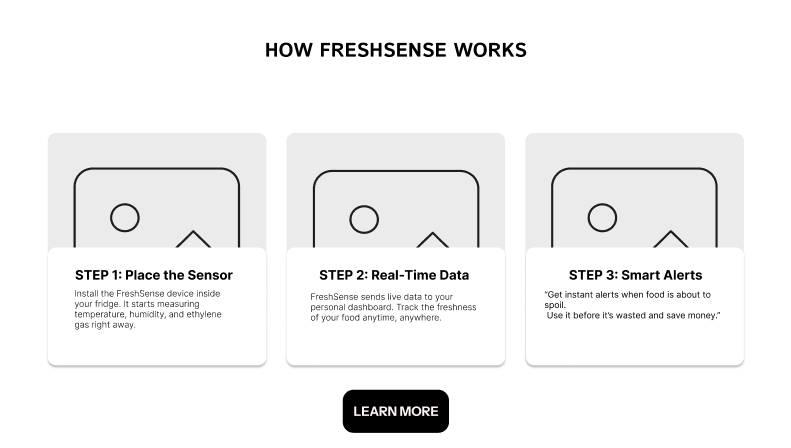 HOW FRESHSENSE WORKS
STEP 1: Place the Sensor
Install the FreshSense device inside
your fridge. It starts measuring
temperature, humidity, and ethylene
gas right away.
STEP 2: Real-Time Data
FreshSense sends live data to your
personal dashboard. Track the freshness
of your food anytime, anywhere.
STEP 3: Smart Alerts
“Get instant alerts when food is about to
spoil.
Use it before it’s wasted and save money.”
LEARN MORE